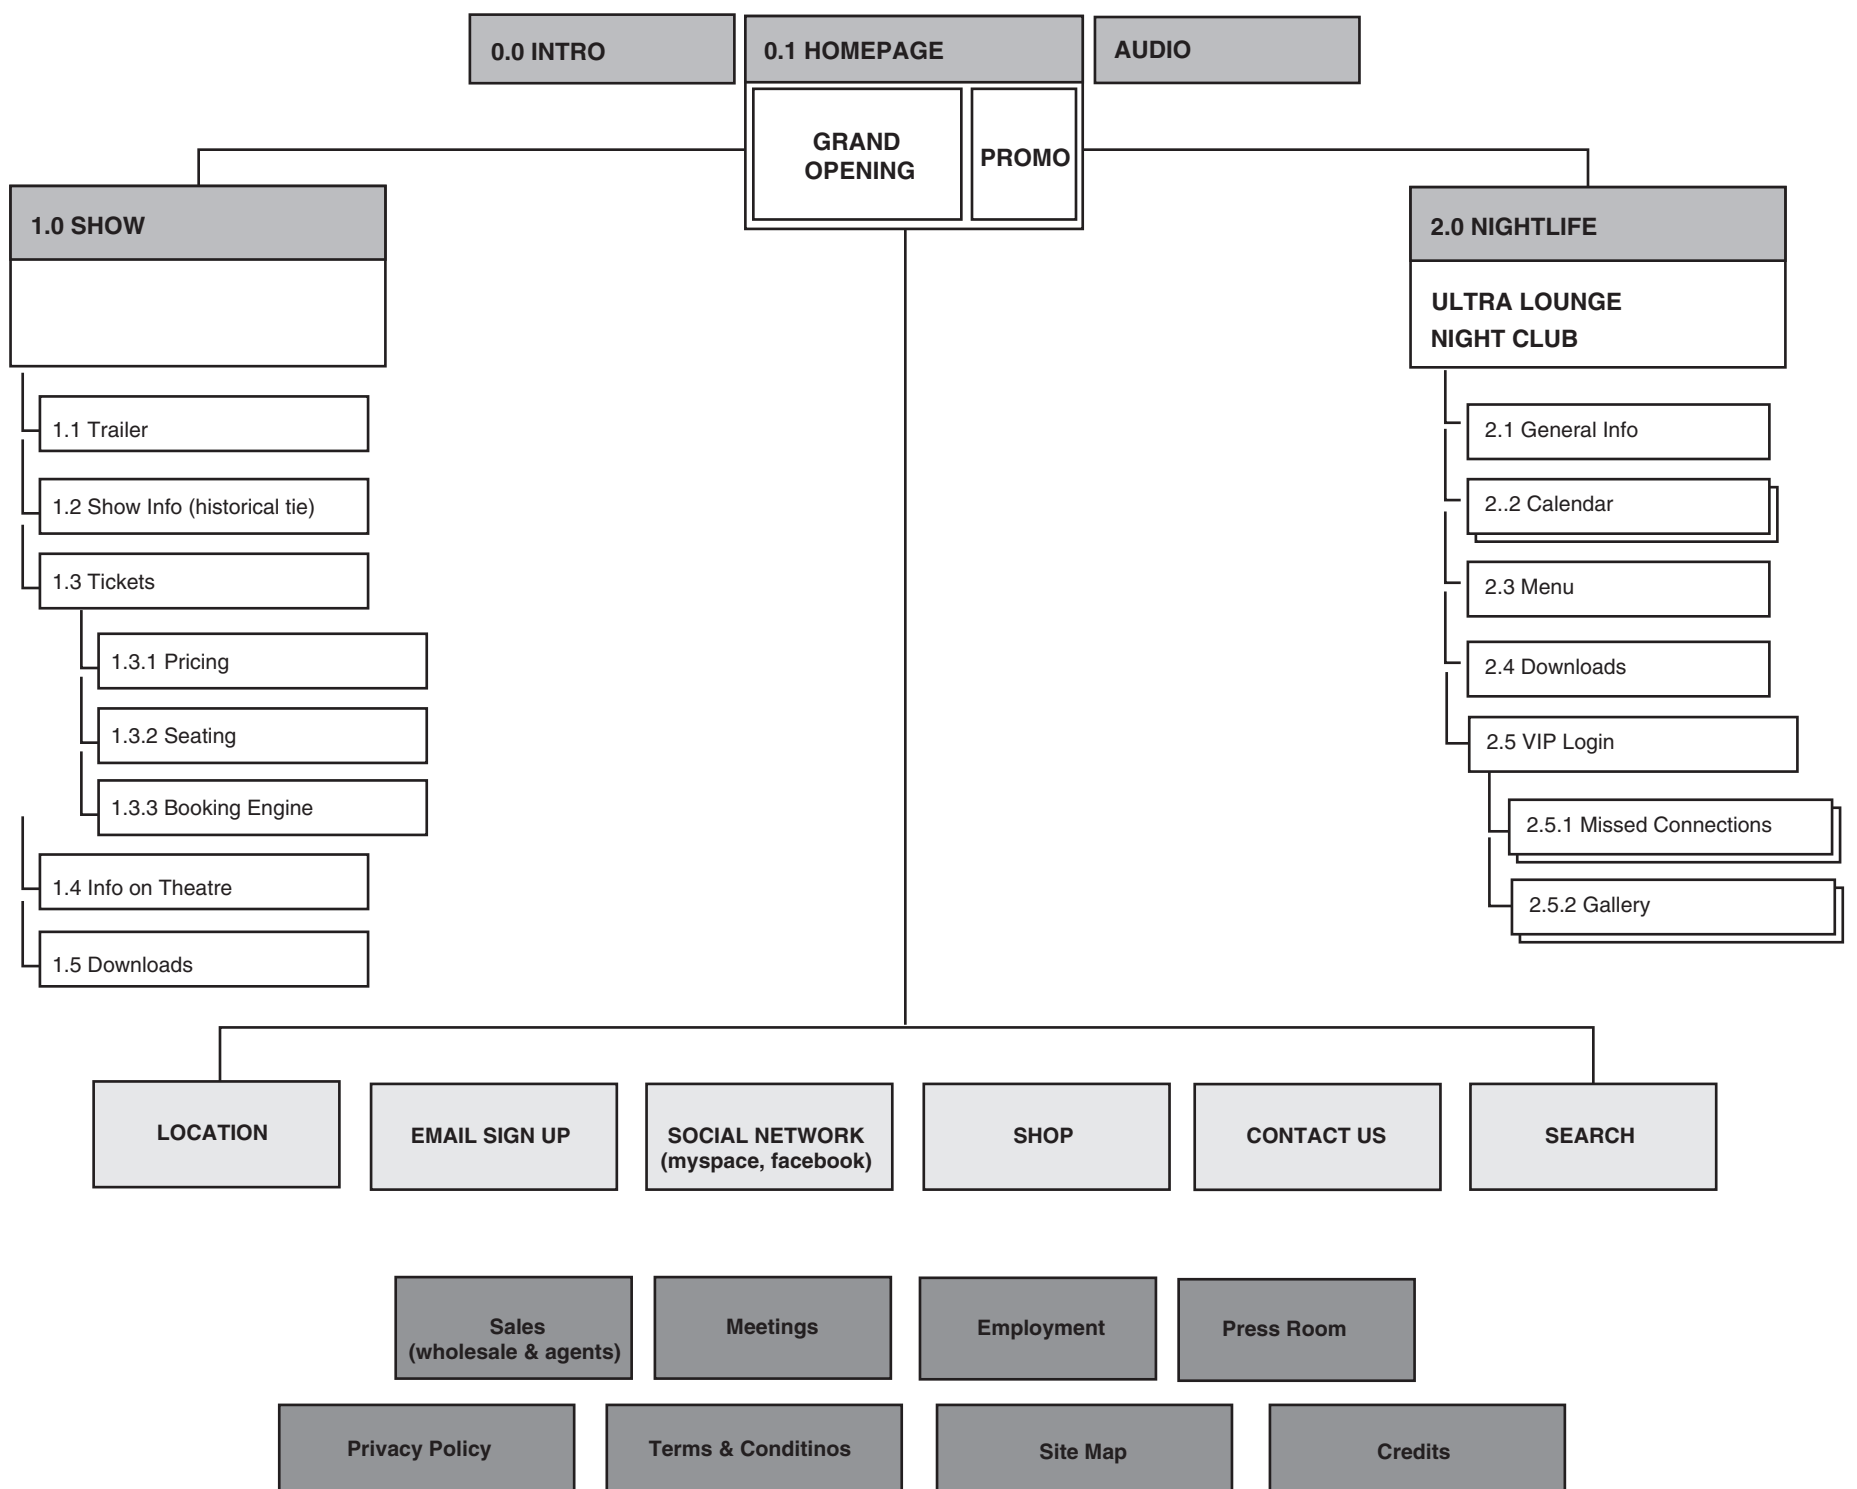 0.0 INTRO
0.1 HOMEPAGE
AUDIO
GRAND
OPENING
PROMO
1.0 SHOW
1.1 Trailer
1.2 Show Info (historical tie)
1.3 Tickets
1.3.1 Pricing
1.3.2 Seating
1.3.3 Booking Engine
1.4 Info on Theatre
1.5 Downloads
2.0 NIGHTLIFE
ULTRA LOUNGE
NIGHT CLUB
2.1 General Info
2..2 Calendar
2.3 Menu
2.4 Downloads
2.5 VIP Login
2.5.1 Missed Connections
2.5.2 Gallery
LOCATION
EMAIL SIGN UP
SOCIAL NETWORK
(myspace, facebook)
SHOP
CONTACT US
SEARCH
Sales
(wholesale & agents)
Meetings
Employment
Press Room
Privacy Policy
Terms & Conditinos
Site Map
Credits